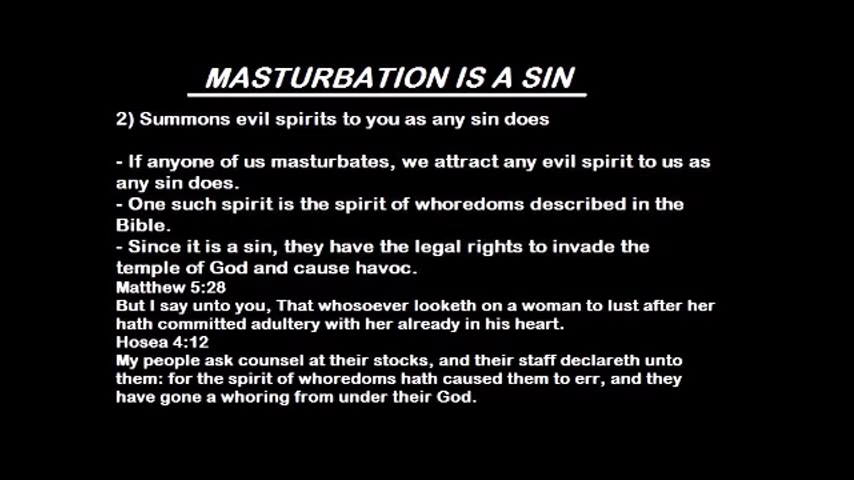 MASTURBATION IS A SIN
2) Summons evil spirits to you as any sin does
- If anyone of us masturbates, we attract any evil spirit to us as
any sin does.
- One such spirit is the spirit of whoredoms described in the
Bible.
- Since it is a sin, they have the legal rights to invade the
temple of God and cause havoc.
Matthew 5:28
But I say unto you, That whosoever looketh on a woman to lust after her
hath committed adultery with her already in his heart.
Hosea 4:12
My people ask counsel at their stocks, and their staff declareth unto
them: for the spirit of whoredoms hath caused them to err, and they
have gone a whoring from under their God.